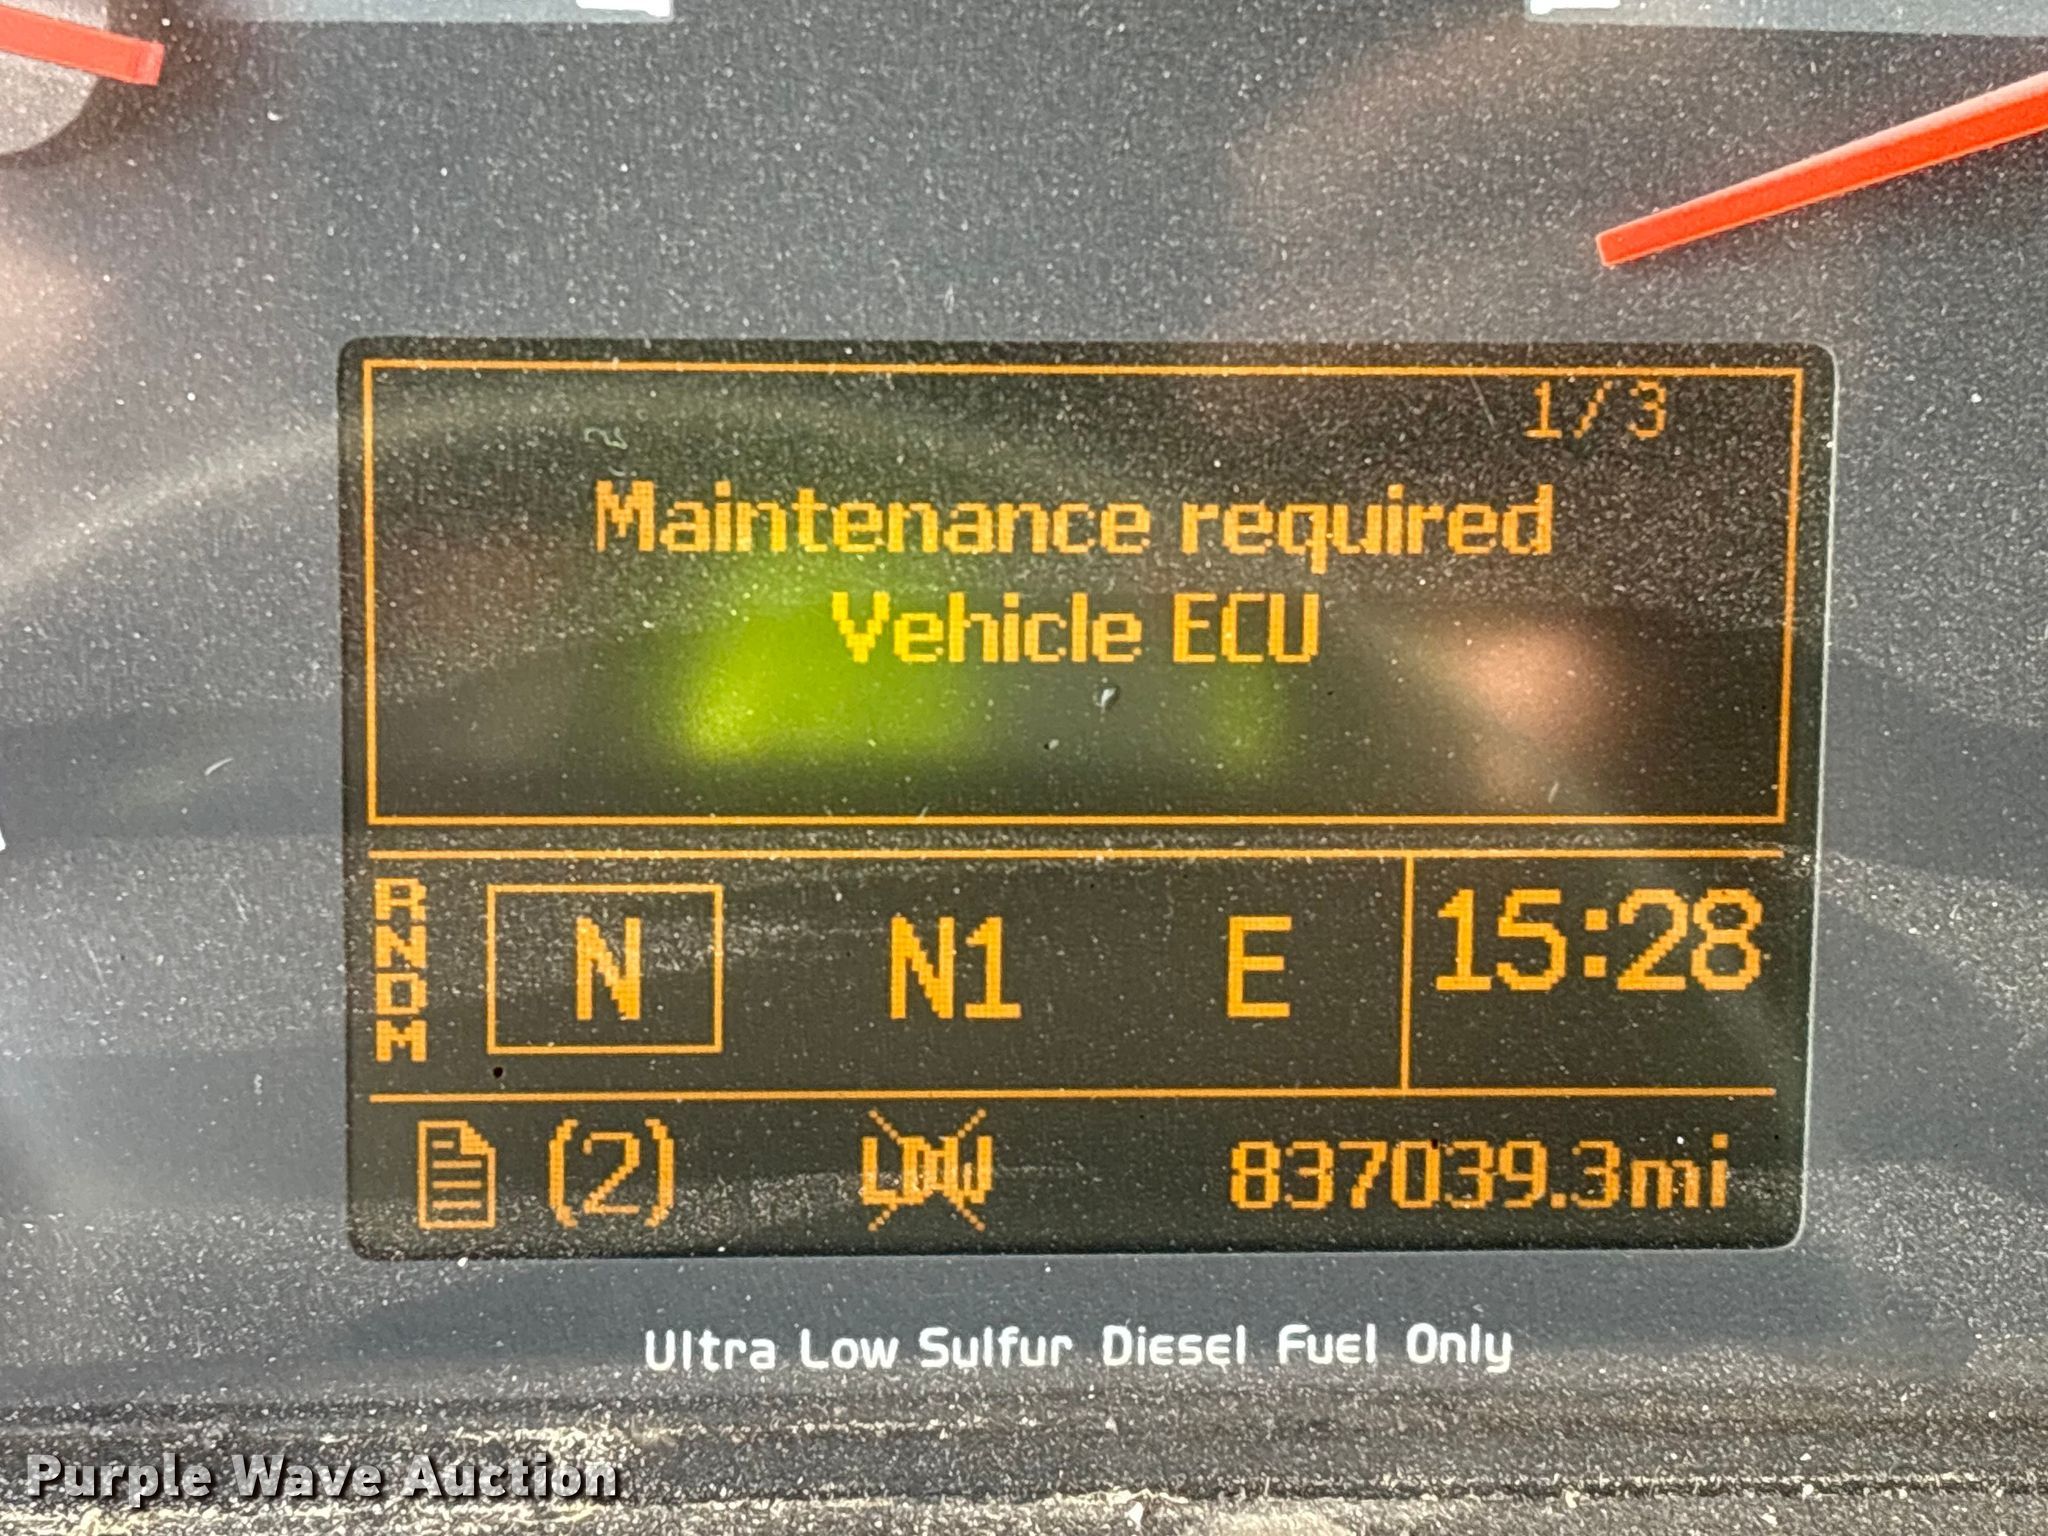 1/3
Maintenance required
Vehicle ECU
RNDM
N N1 E 15:28
(2) LDW 837039.3mi
Ultra Low Sulfur Diesel Fuel Only
Purple Wave Auction